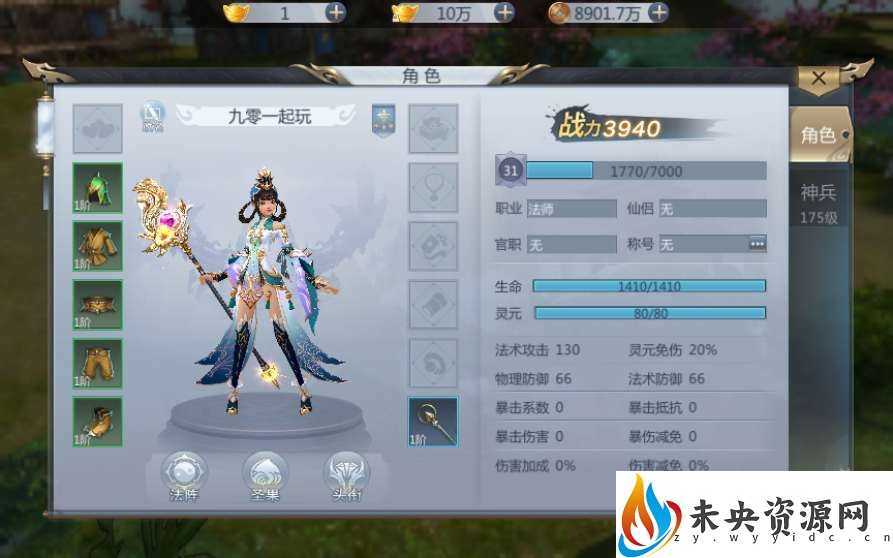 1
10万
8901.7万
角色
九零一起玩
战力3940
角色
31
1770/7000
神兵
175级
职业 法师 仙侣 无
官职 无 称号 无
1阶
1阶
1阶
1阶
1阶
1阶
生命 1410/1410
灵元 80/80
法术攻击 130 灵元免伤 20%
物理防御 66 法术防御 66
暴击系数 0 暴击抵抗 0
暴击伤害 0 暴伤减免 0
伤害加成 0% 伤害减免 0%
法阵 圣果 头衔
未央资源网
zy.wyyidc.cn